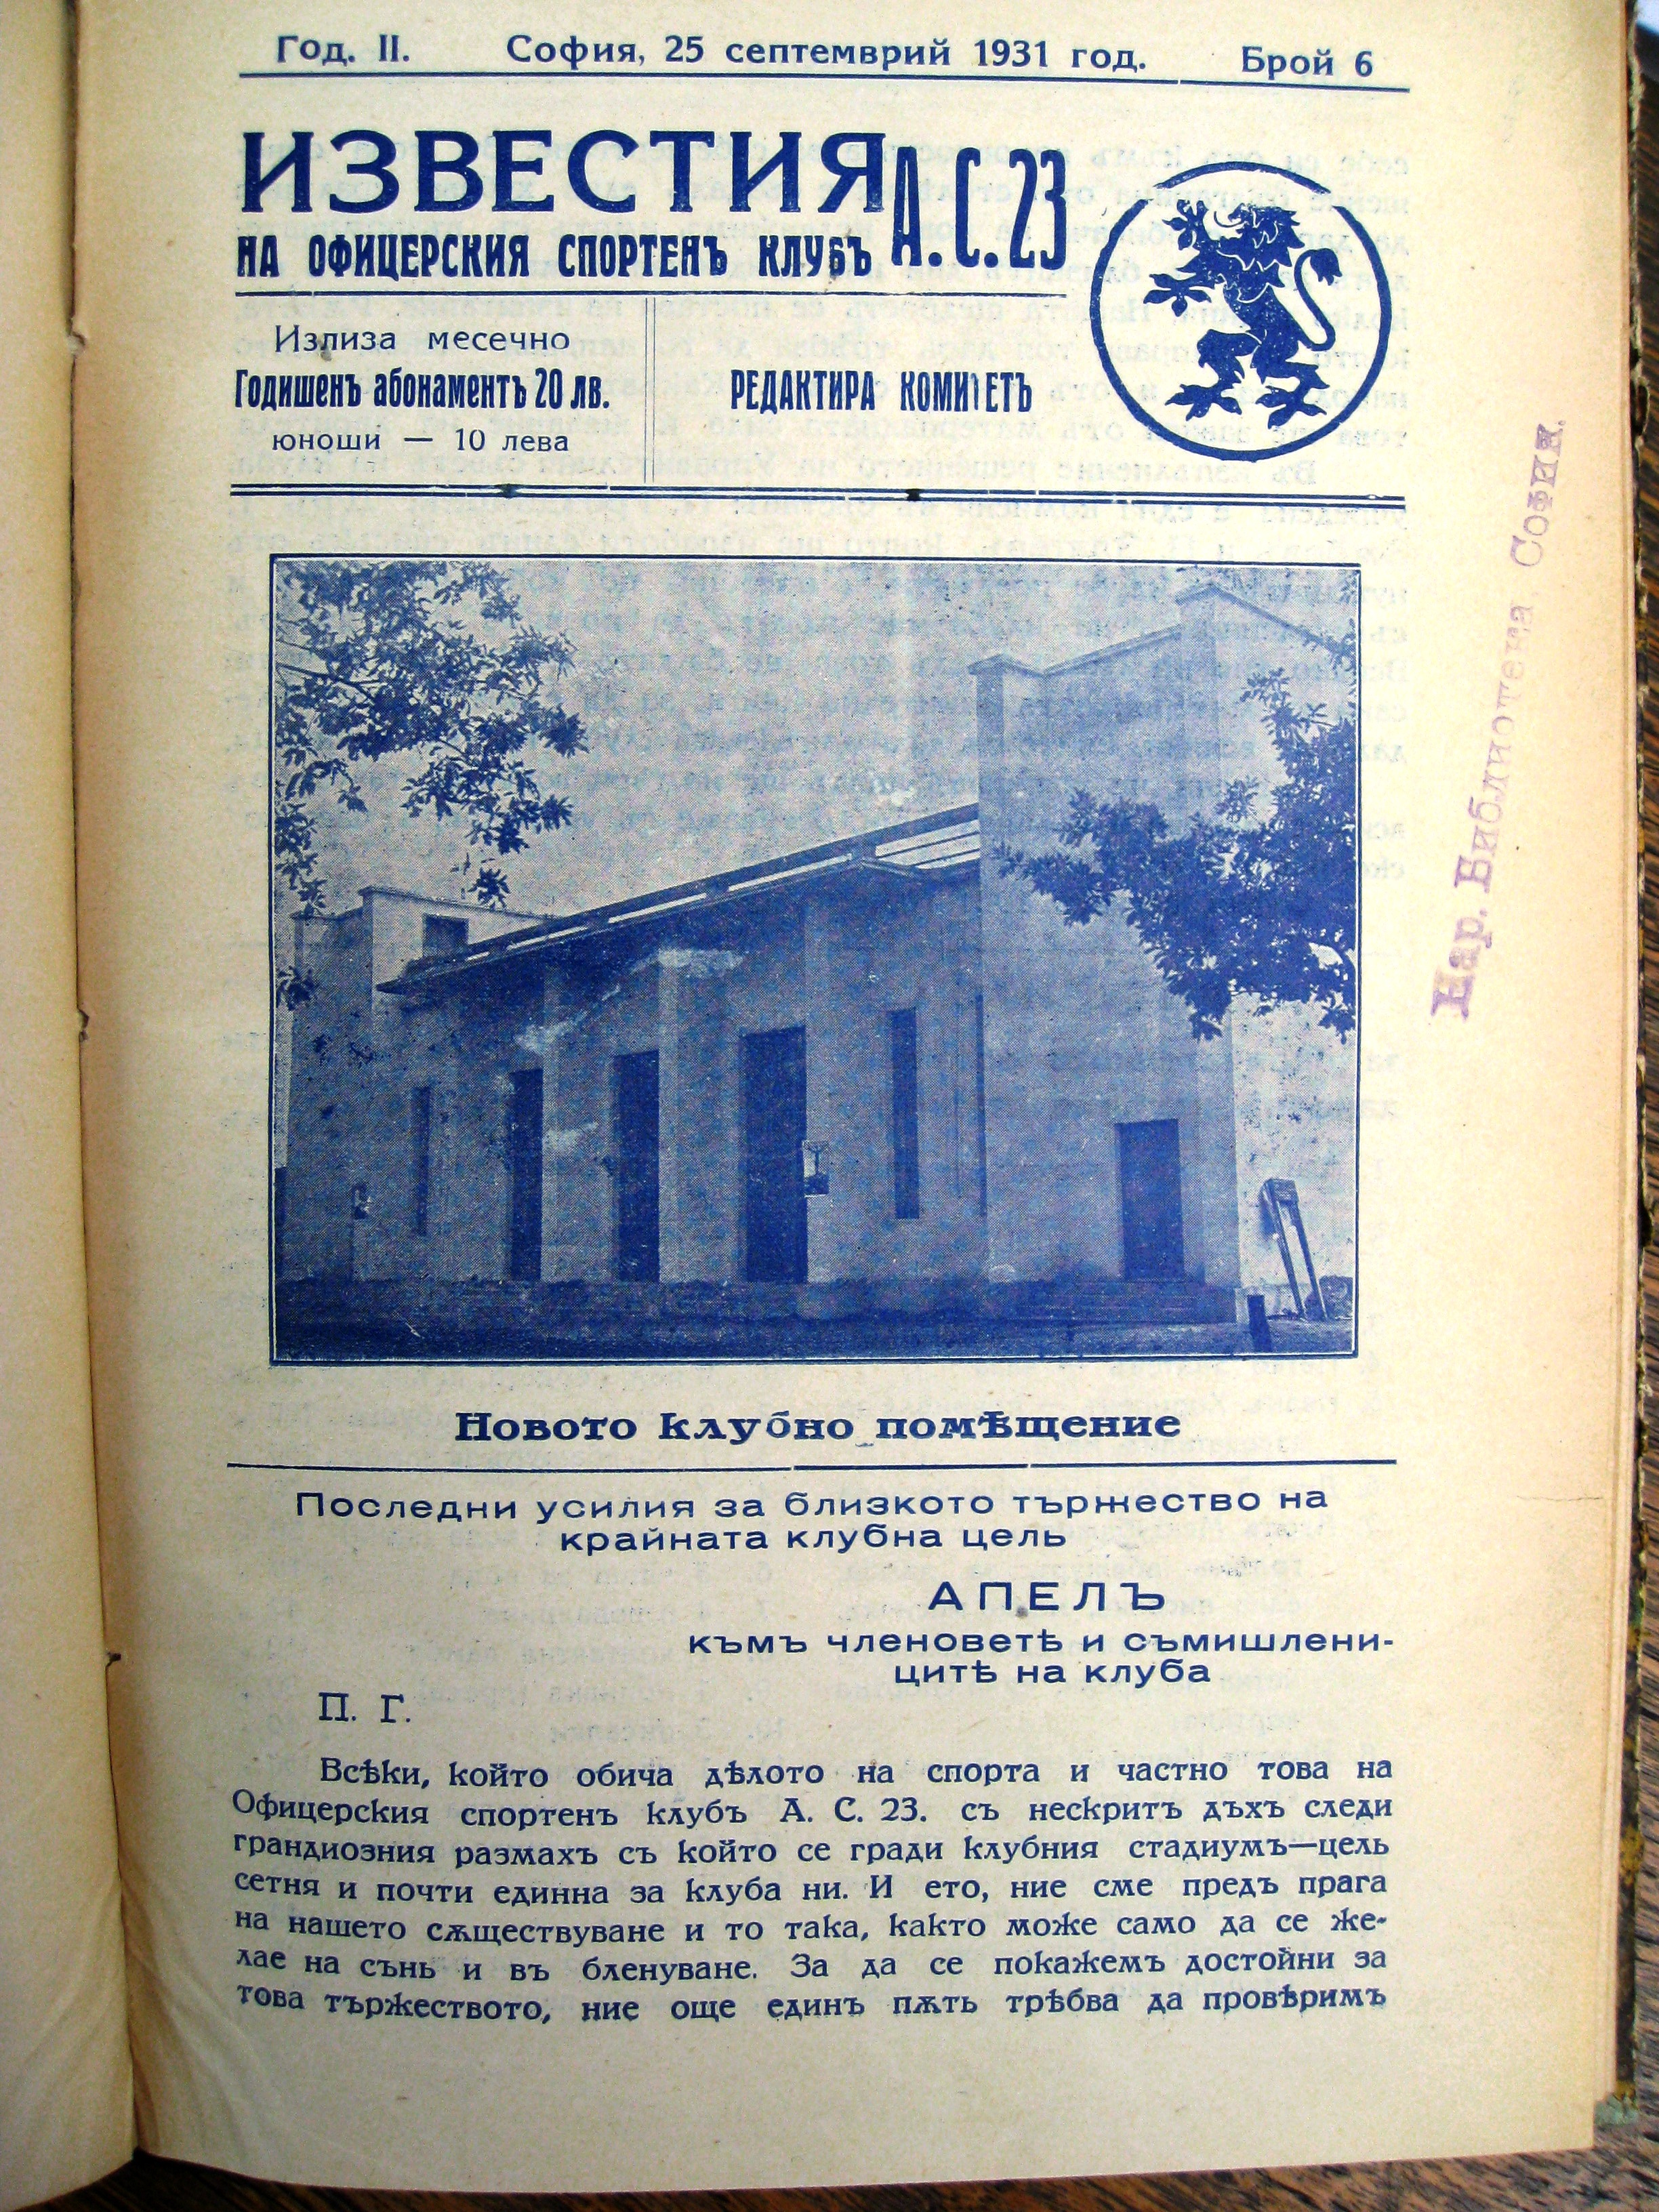 Год. II. София, 25 септемврий 1931 год. Брой 6
ИЗВЕСТИЯ
НА ОФИЦЕРСКИЯ СПОРТЕНЪ КЛУБЪ А.С.23
Излиза месечно
Годишенъ абонаментъ 20 лв.
юноши — 10 лева
РЕДАКТИРА КОМИТЕТЪ
Нар. Библиотека, София.
Новото клубно помѣщение
Последни усилия за близкото тържество на
крайната клубна цель
АПЕЛЪ
къмъ членоветѣ и съмишлени-
цитѣ на клуба
П. Г.
Всѣки, който обича дѣлото на спорта и частно това на
Офицерския спортенъ клубъ А. С. 23. съ нескритъ дъхъ следи
грандиозния размахъ съ който се гради клубния стадиумъ—цель
сетня и почти единна за клуба ни. И ето, ние сме предъ прага
на нашето сѫществуване и то така, както може само да се же-
лае на сънь и въ бленуване. За да се покажемъ достойни за
това тържеството, ние още единъ пѫть трѣбва да провѣримъ